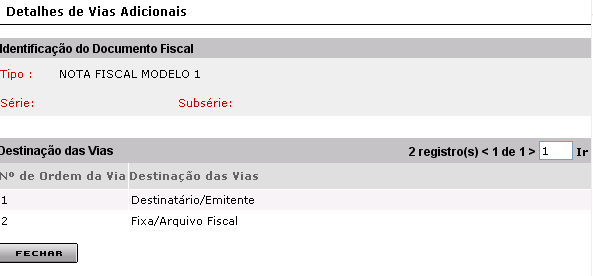 Detalhes de Vias Adicionais
Identificação do Documento Fiscal
Tipo : NOTA FISCAL MODELO 1
Série: Subsérie:
Destinação das Vias 2 registro(s) < 1 de 1 > 1 Ir
Nº de Ordem da Via Destinação das Vias
1 Destinatário/Emitente
2 Fixa/Arquivo Fiscal
FECHAR